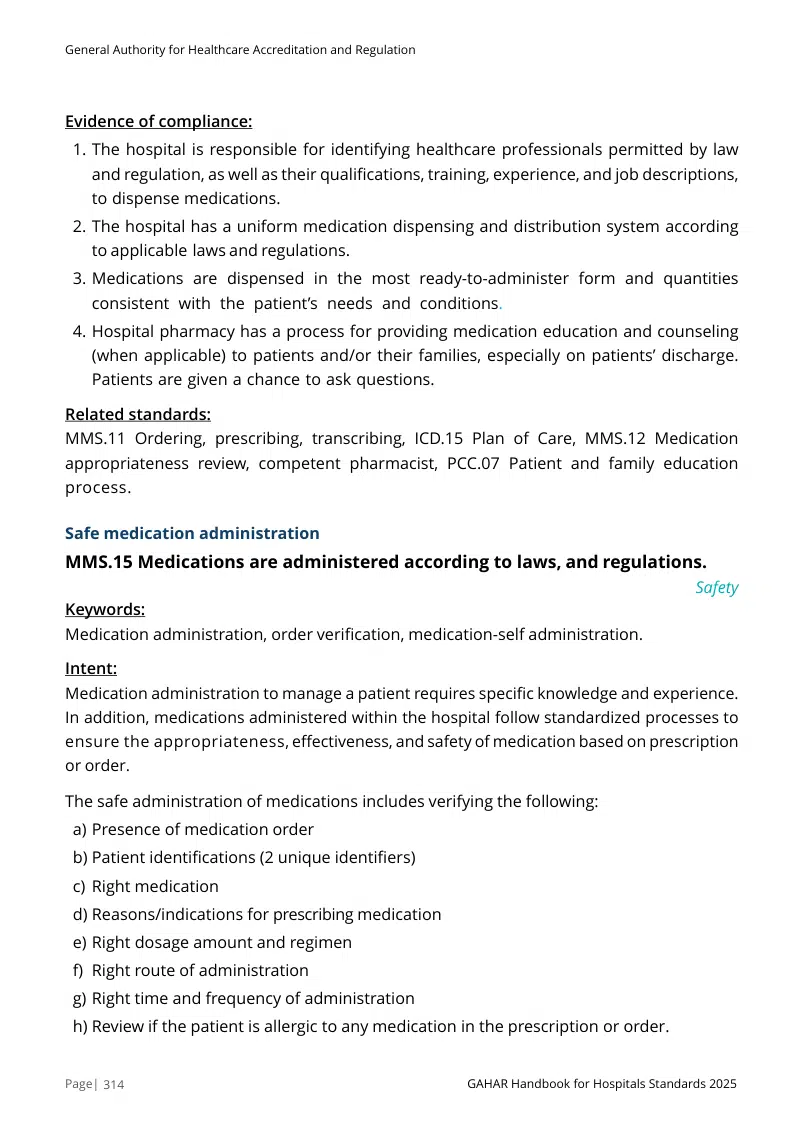 General Authority for Healthcare Accreditation and Regulation
Evidence of compliance:
1. The hospital is responsible for identifying healthcare professionals permitted by law
and regulation, as well as their qualifications, training, experience, and job descriptions,
to dispense medications.
2. The hospital has a uniform medication dispensing and distribution system according
to applicable laws and regulations.
3. Medications are dispensed in the most ready-to-administer form and quantities
consistent with the patient’s needs and conditions.
4. Hospital pharmacy has a process for providing medication education and counseling
(when applicable) to patients and/or their families, especially on patients’ discharge.
Patients are given a chance to ask questions.
Related standards:
MMS.11 Ordering, prescribing, transcribing, ICD.15 Plan of Care, MMS.12 Medication
appropriateness review, competent pharmacist, PCC.07 Patient and family education
process.
Safe medication administration
MMS.15 Medications are administered according to laws, and regulations.
Safety
Keywords:
Medication administration, order verification, medication-self administration.
Intent:
Medication administration to manage a patient requires specific knowledge and experience.
In addition, medications administered within the hospital follow standardized processes to
ensure the appropriateness, effectiveness, and safety of medication based on prescription
or order.
The safe administration of medications includes verifying the following:
a) Presence of medication order
b) Patient identifications (2 unique identifiers)
c) Right medication
d) Reasons/indications for prescribing medication
e) Right dosage amount and regimen
f) Right route of administration
g) Right time and frequency of administration
h) Review if the patient is allergic to any medication in the prescription or order.
Page| 314
GAHAR Handbook for Hospitals Standards 2025